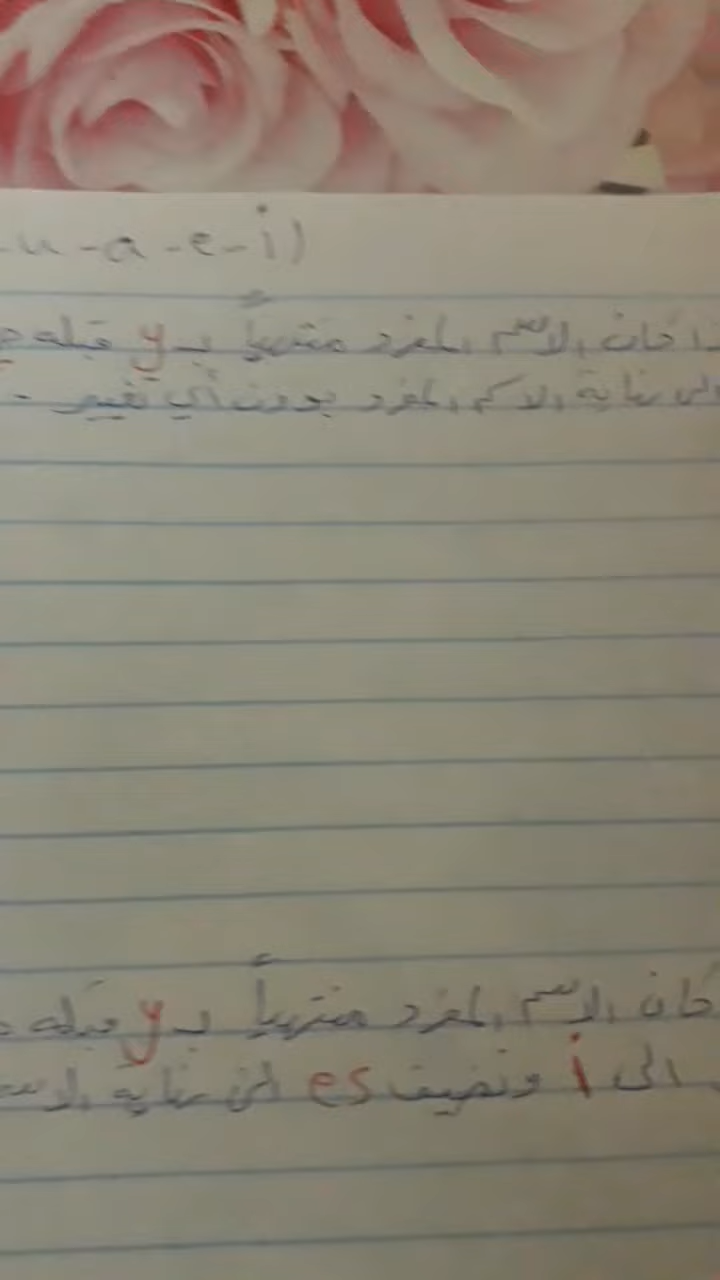 u - a - e - i)
كان الاسم المفرد منتهياً بـ y قبله
الى نهاية الاسم المفرد بدون أي تغيير .
كان الاسم المفرد منتهياً بـ y قبله
الى i ونضيف es الى نهاية الاسم